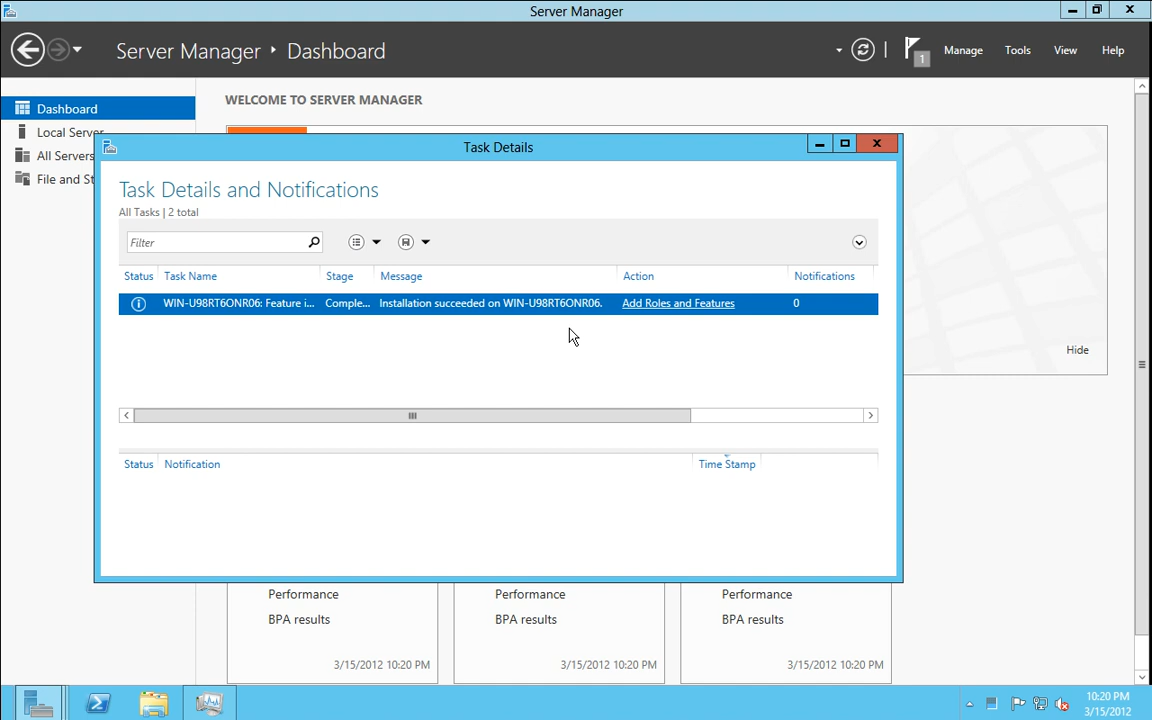 Server Manager
Server Manager ‣ Dashboard
1
Manage
Tools
View
Help
Dashboard
Local Server
All Servers
File and St
WELCOME TO SERVER MANAGER
Task Details
Task Details and Notifications
All Tasks | 2 total
Filter
Status Task Name Stage Message Action Notifications
WIN-U98RT6ONR06: Feature i... Comple... Installation succeeded on WIN-U98RT6ONR06. Add Roles and Features 0
Hide
Status Notification Time Stamp
Performance
BPA results
3/15/2012 10:20 PM
Performance
BPA results
3/15/2012 10:20 PM
Performance
BPA results
3/15/2012 10:20 PM
10:20 PM
3/15/2012